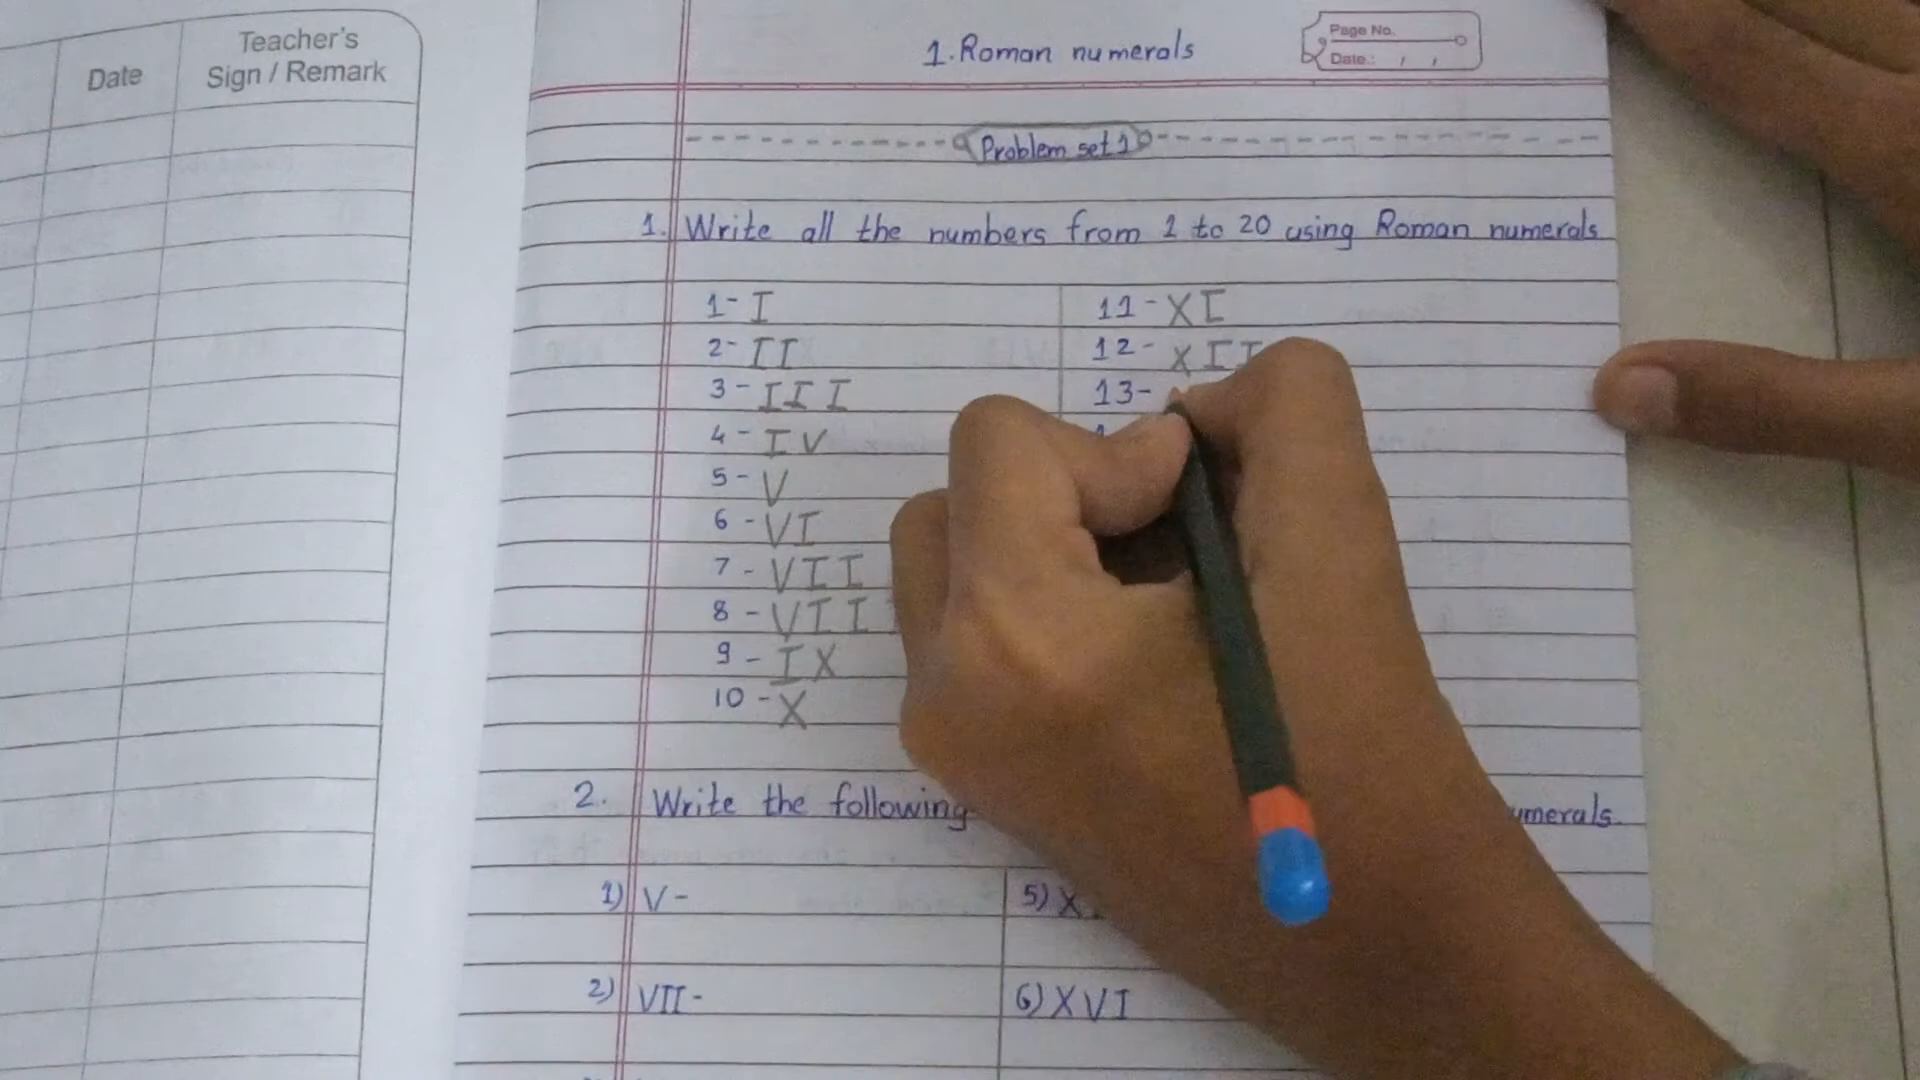 Date
Teacher's
Sign / Remark
1. Roman numerals
Page No.
Date: / /
Problem set 1
1. Write all the numbers from 1 to 20 using Roman numerals
1 - I
2 - II
3 - III
4 - IV
5 - V
6 - VI
7 - VII
8 - VII
9 - IX
10 - X
11 - XI
12 - XII
13 -
2. Write the following
1) V -
2) VII -
5) X
6) XVI